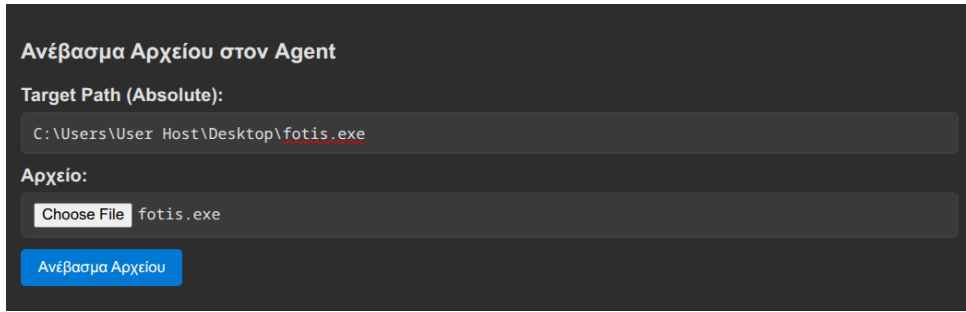 Ανέβασμα Αρχείου στον Agent
Target Path (Absolute):
C:\Users\User Host\Desktop\fotis.exe
Αρχείο:
Choose File fotis.exe
Ανέβασμα Αρχείου